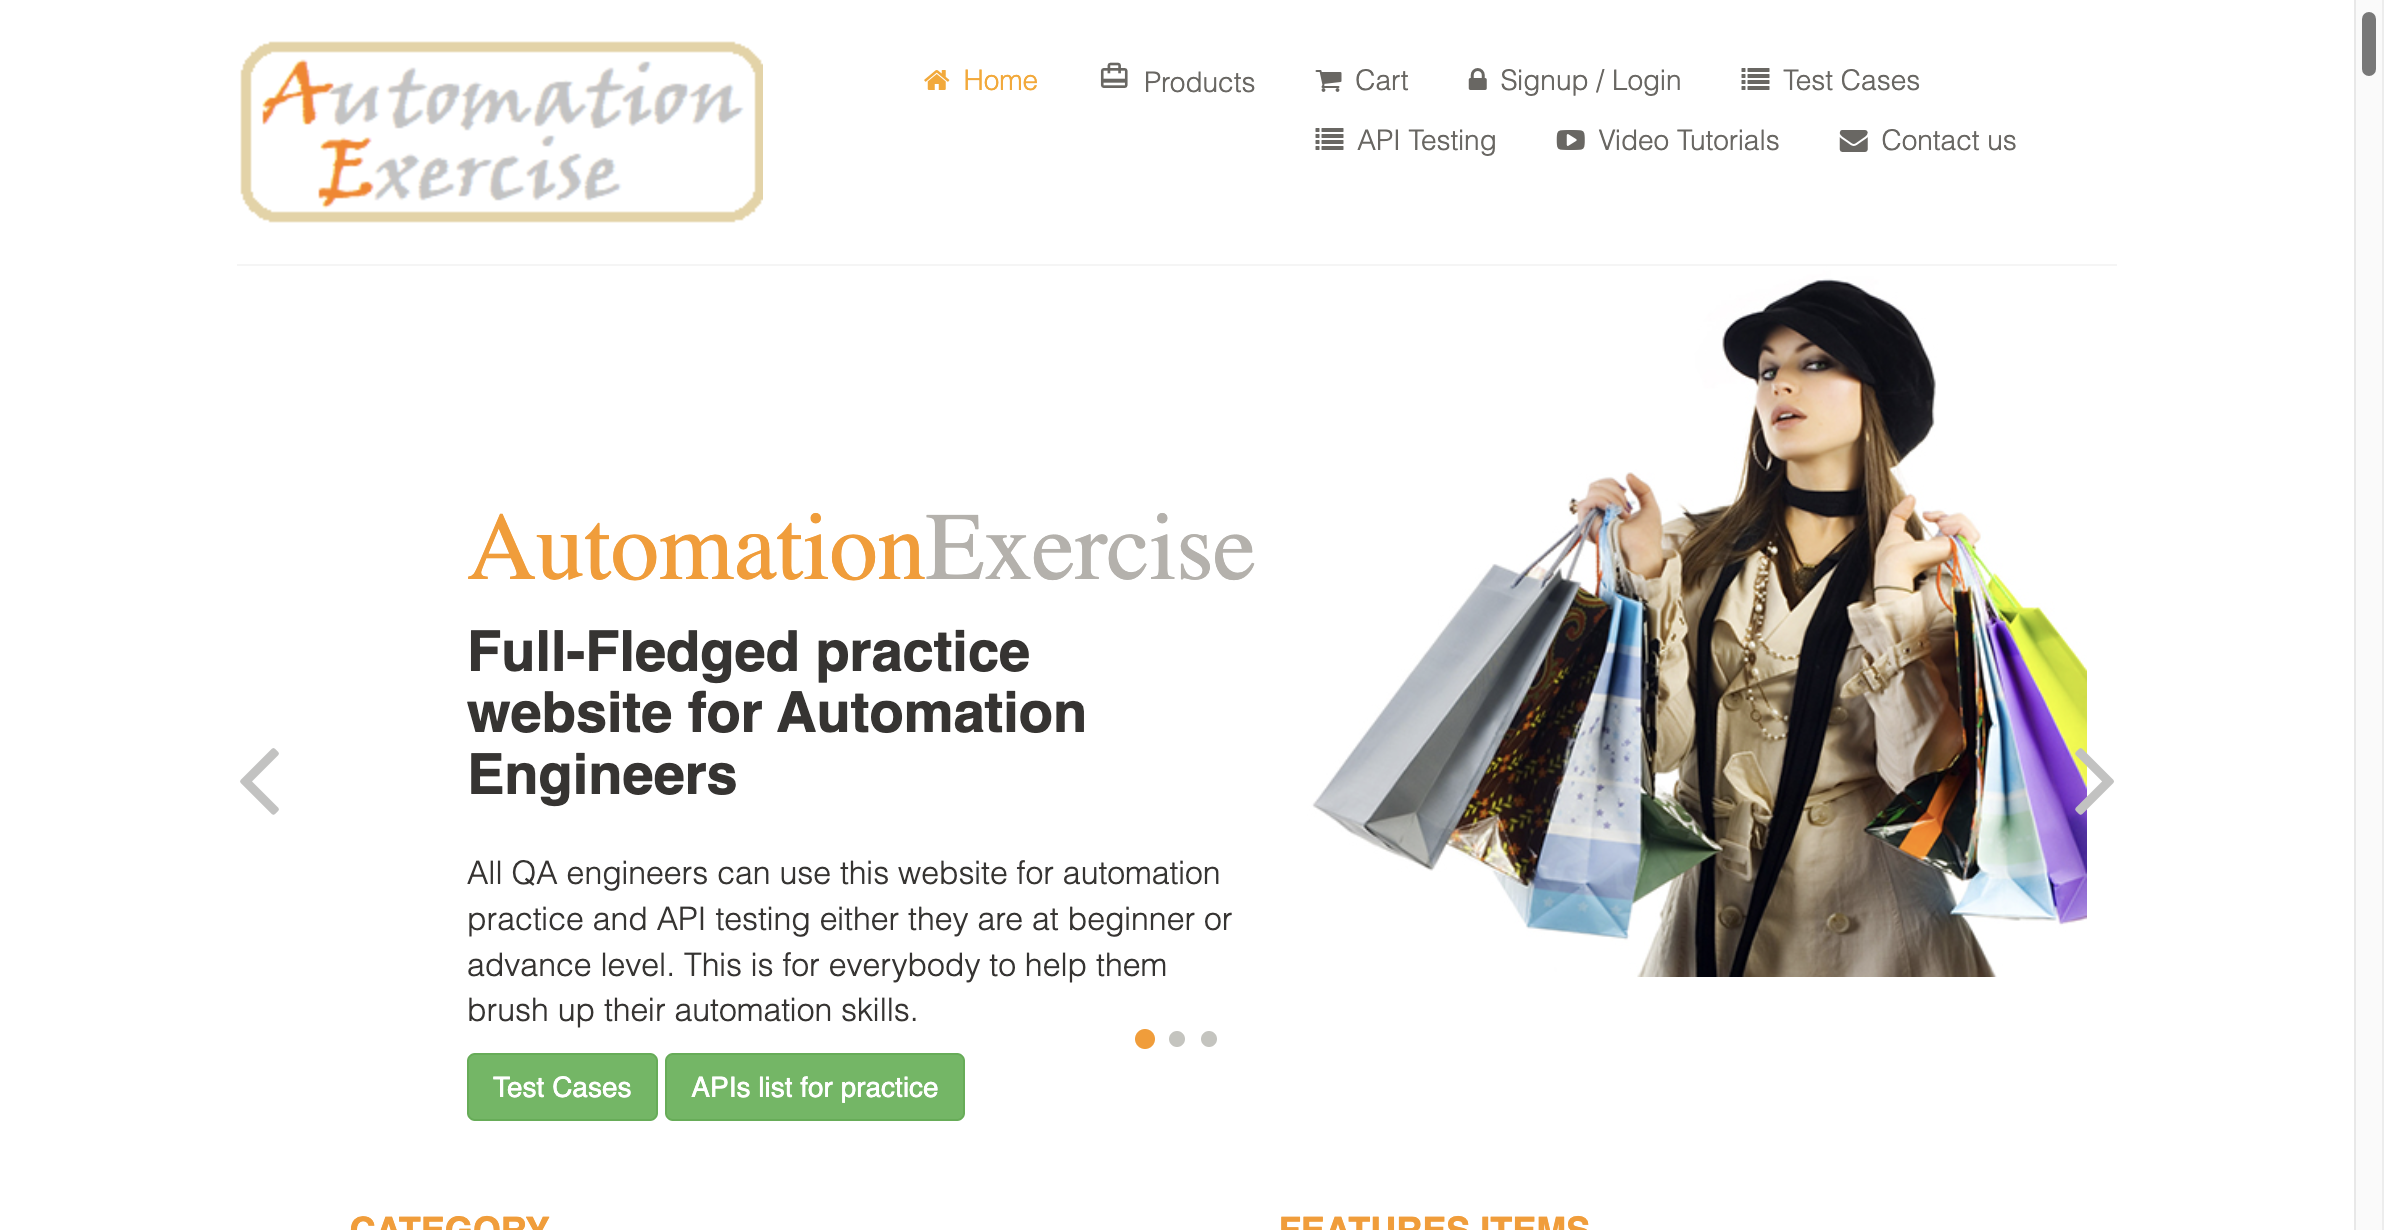 Automation
Exercise
Home
Products
Cart
Signup / Login
Test Cases
API Testing
Video Tutorials
Contact us
AutomationExercise
Full-Fledged practice
website for Automation
Engineers
All QA engineers can use this website for automation
practice and API testing either they are at beginner or
advance level. This is for everybody to help them
brush up their automation skills.
Test Cases
APIs list for practice
CATEGORY
FEATURES ITEMS